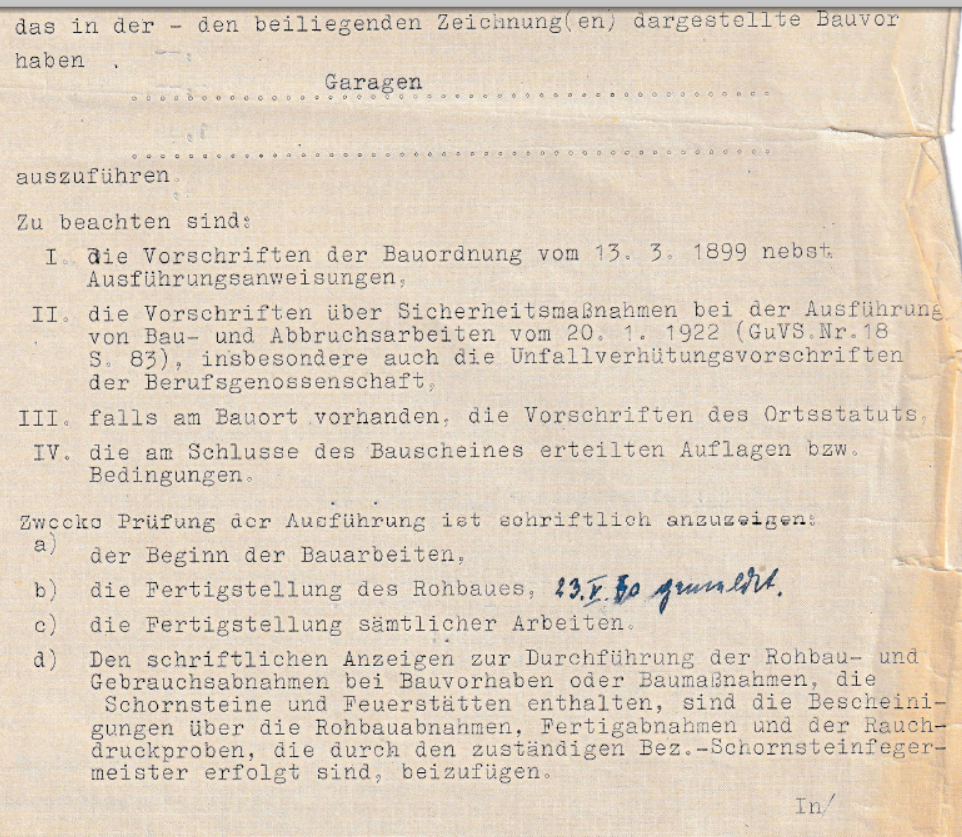 das in der - den beiliegenden Zeichnung(en) dargestellte Bauvor
haben .
Garagen
auszuführen.
Zu beachten sind:
I. die Vorschriften der Bauordnung vom 13. 3. 1899 nebst
Ausführungsanweisungen,
II. die Vorschriften über Sicherheitsmaßnahmen bei der Ausführung
von Bau- und Abbruchsarbeiten vom 20. 1. 1922 (GuVS.Nr.18
S. 83), insbesondere auch die Unfallverhütungsvorschriften
der Berufsgenossenschaft,
III. falls am Bauort vorhanden, die Vorschriften des Ortsstatuts,
IV. die am Schlusse des Bauscheines erteilten Auflagen bzw.
Bedingungen.
Zwecks Prüfung der Ausführung ist schriftlich anzuzeigen:
a) der Beginn der Bauarbeiten,
b) die Fertigstellung des Rohbaues, 23.V. gemeldet.
c) die Fertigstellung sämtlicher Arbeiten.
d) Den schriftlichen Anzeigen zur Durchführung der Rohbau- und
Gebrauchsabnahmen bei Bauvorhaben oder Baumaßnahmen, die
Schornsteine und Feuerstätten enthalten, sind die Bescheini-
gungen über die Rohbauabnahmen, Fertigabnahmen und der Rauch-
druckproben, die durch den zuständigen Bez.-Schornsteinfeger-
meister erfolgt sind, beizufügen.
In/